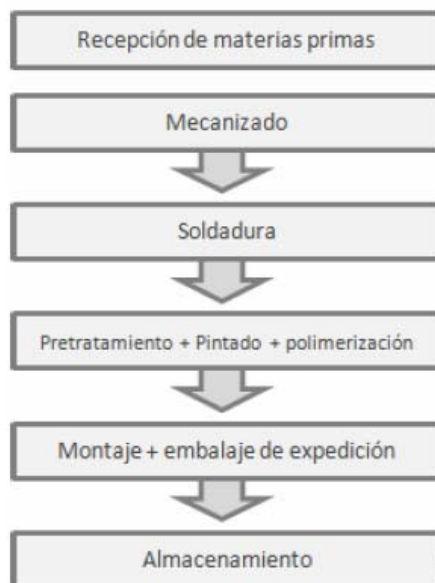 Recepción de materias primas
Mecanizado
Soldadura
Pretratamiento + Pintado + polimerización
Montaje + embalaje de expedición
Almacenamiento